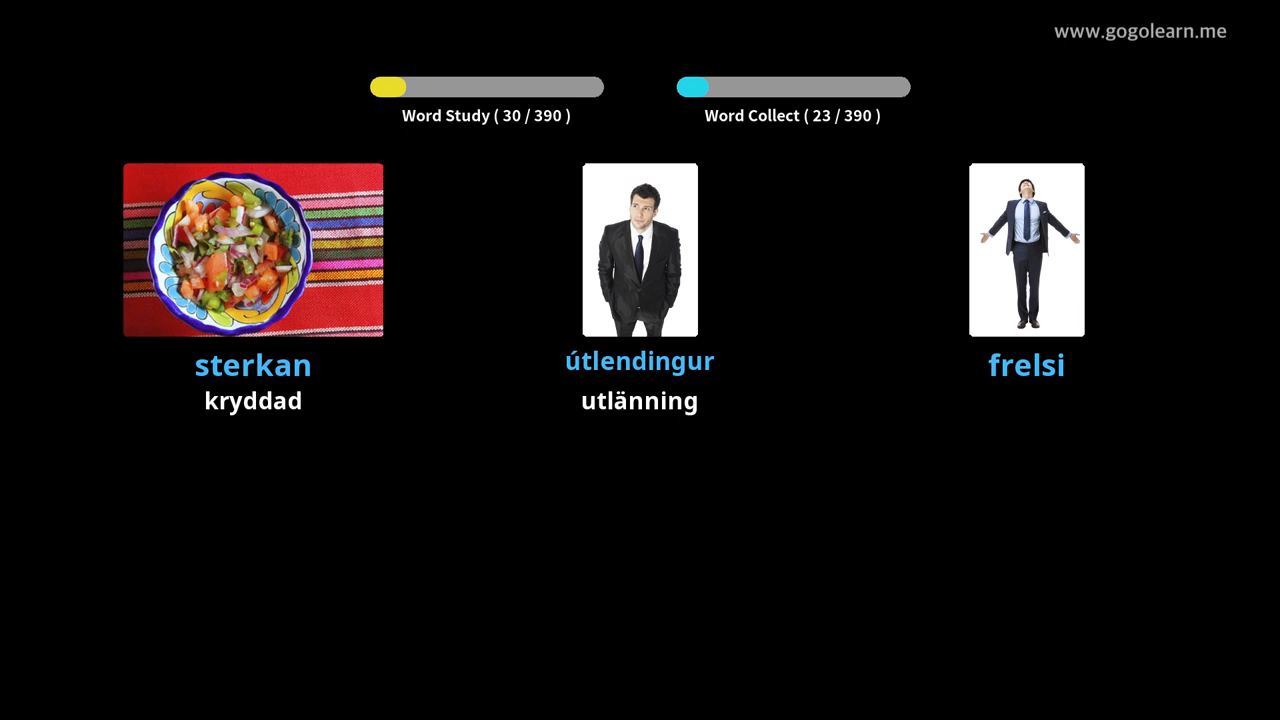 www.gogolearn.me
Word Study ( 30 / 390 )
Word Collect ( 23 / 390 )
sterkan
kryddad
útlendingur
utlänning
frelsi